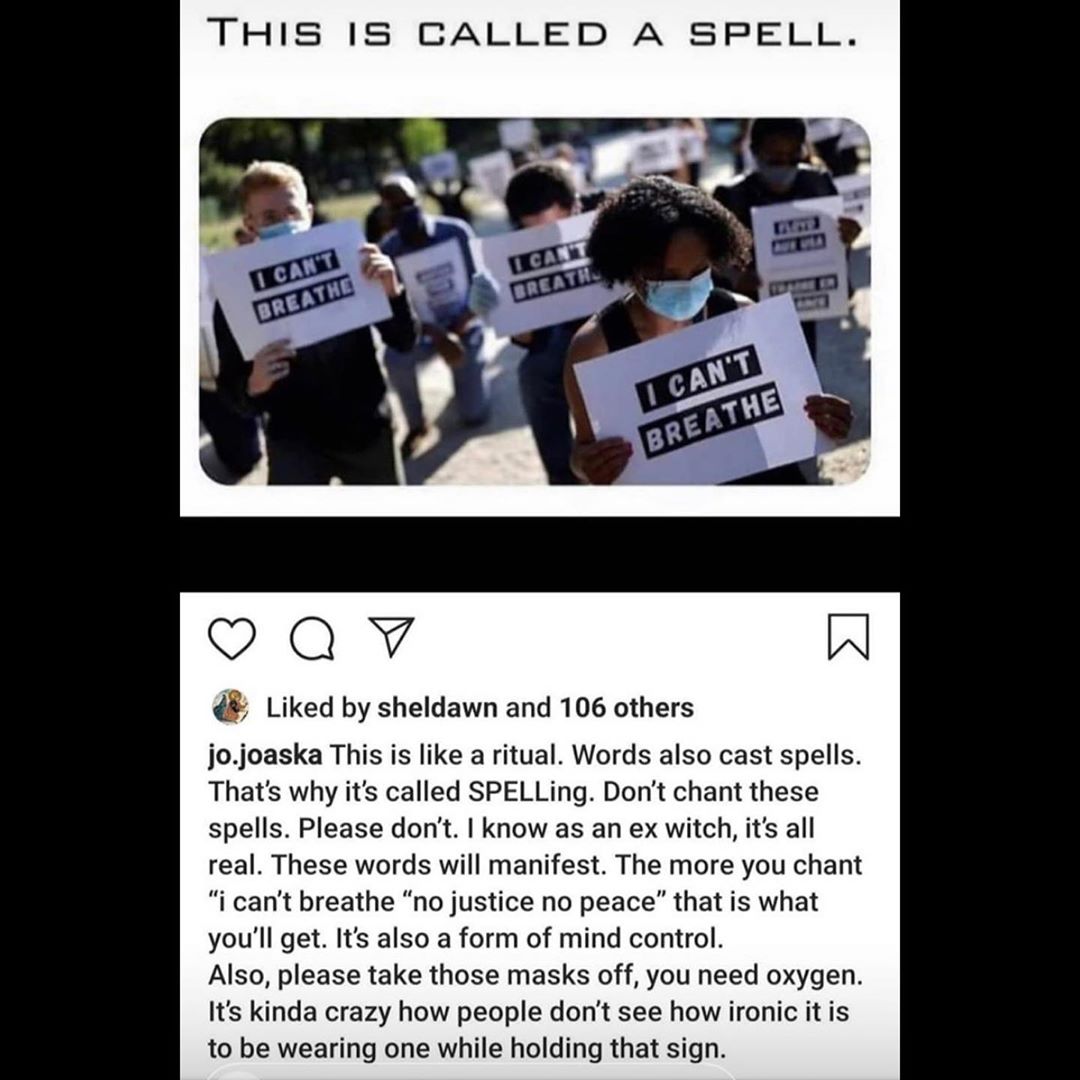 THIS IS CALLED A SPELL.
I CAN'T
BREATHE
I CAN'T
BREATHE
FLOYD
AUX USA
I CAN'T
BREATHE
Liked by sheldawn and 106 others
jo.joaska This is like a ritual. Words also cast spells.
That's why it's called SPELLing. Don't chant these
spells. Please don't. I know as an ex witch, it's all
real. These words will manifest. The more you chant
“i can't breathe “no justice no peace” that is what
you'll get. It's also a form of mind control.
Also, please take those masks off, you need oxygen.
It's kinda crazy how people don't see how ironic it is
to be wearing one while holding that sign.